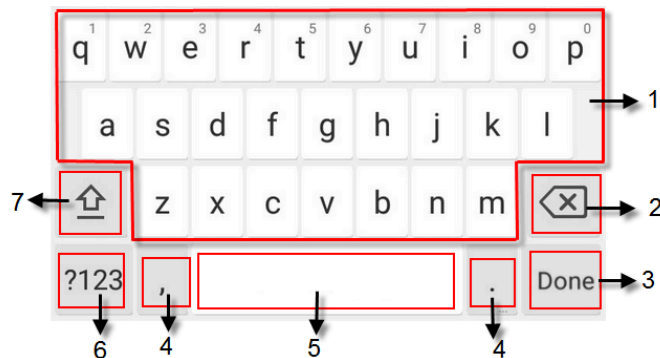 1 2 3 4 5 6 7 8 9 0
q w e r t y u i o p
1
a s d f g h j k l
7
z x c v b n m
2
?123 , . Done
3
6 4 5 4